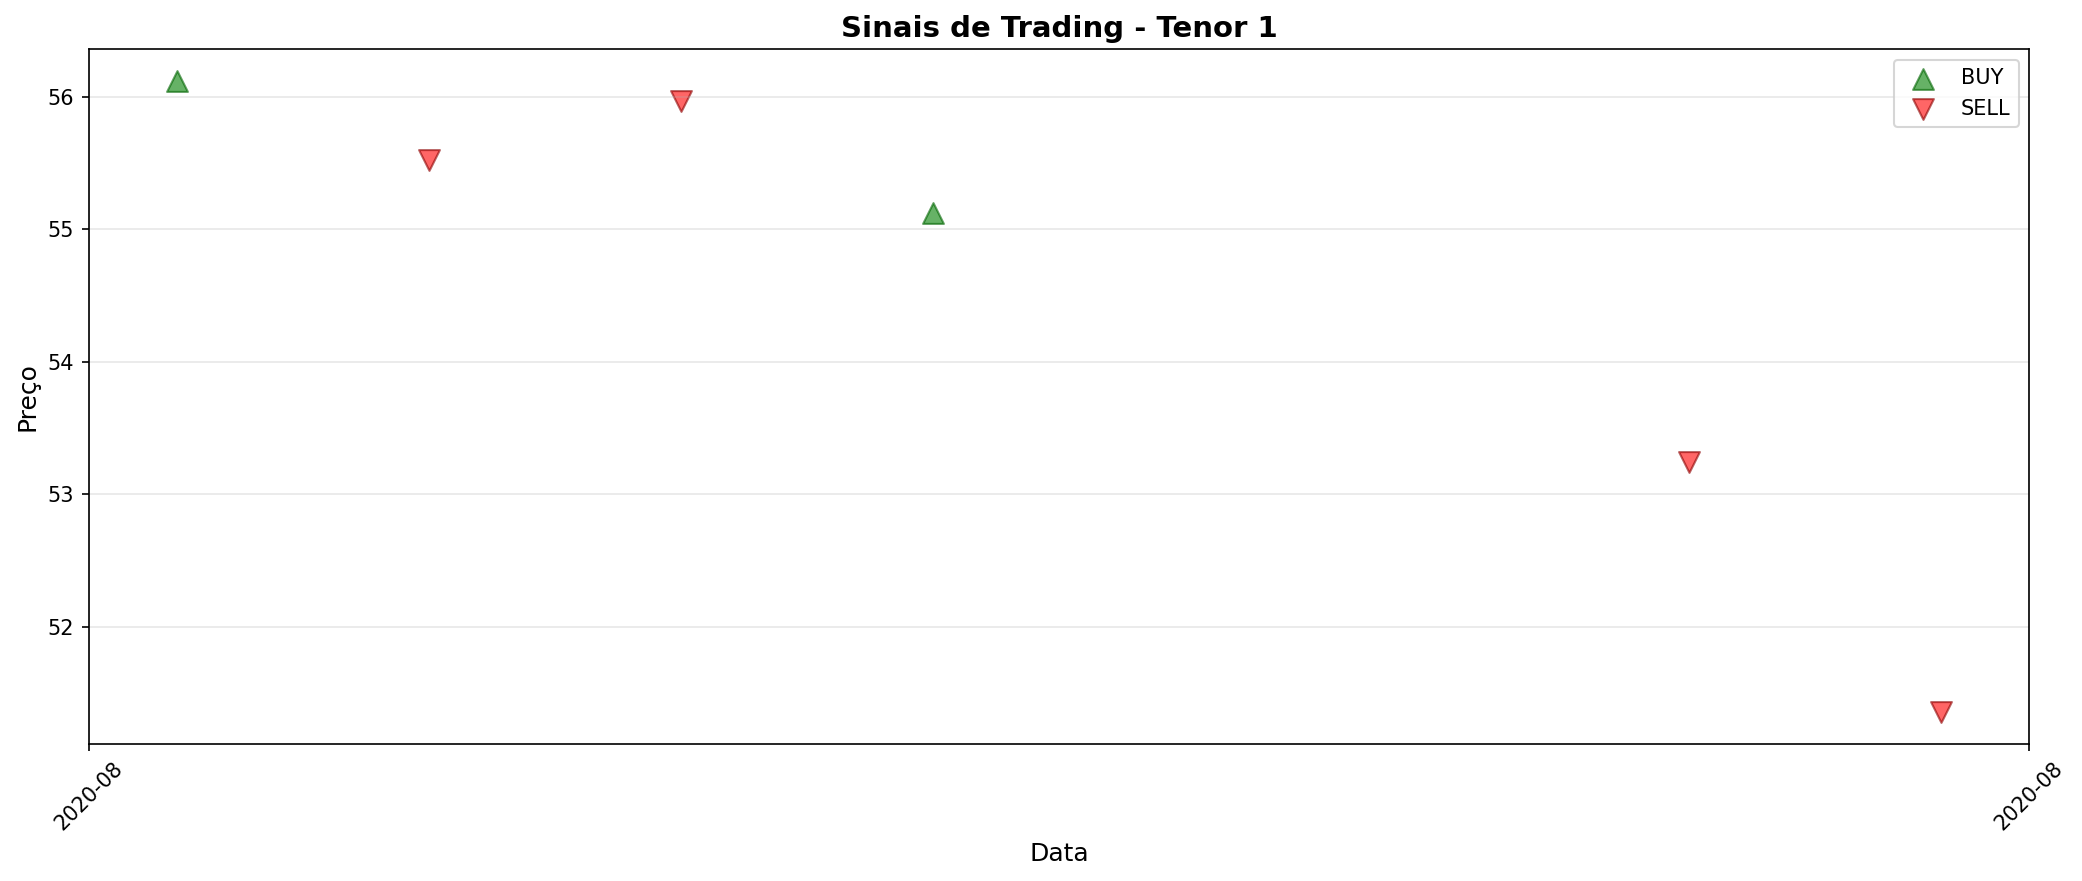 Sinais de Trading - Tenor 1
BUY
SELL
Preço
56
55
54
53
52
2020-08
2020-08
Data